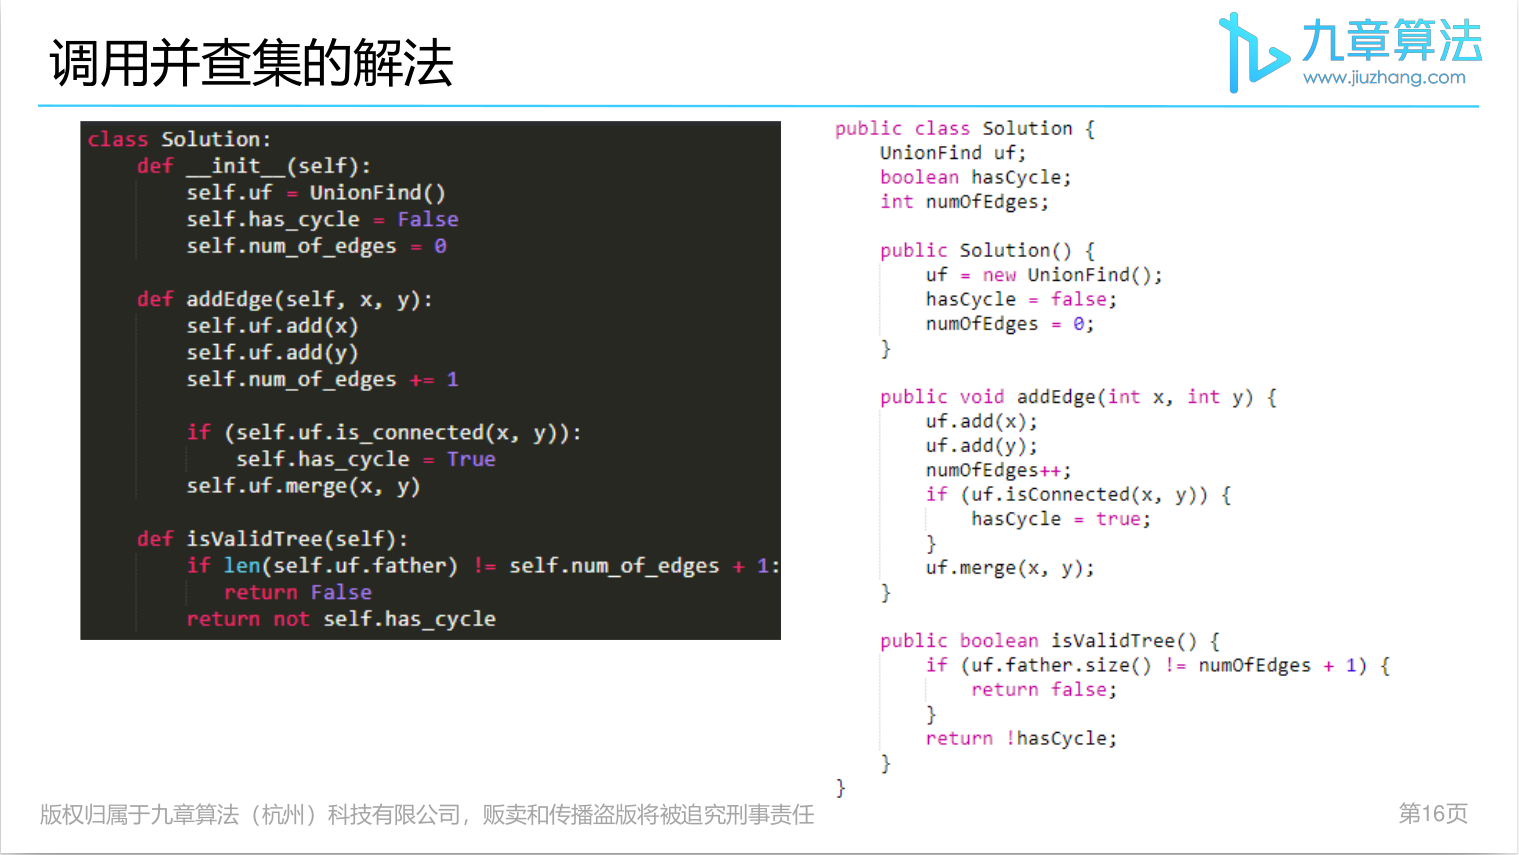 调用并查集的解法
九章算法
www.jiuzhang.com
class Solution:
    def __init__(self):
        self.uf = UnionFind()
        self.has_cycle = False
        self.num_of_edges = 0

    def addEdge(self, x, y):
        self.uf.add(x)
        self.uf.add(y)
        self.num_of_edges += 1

        if (self.uf.is_connected(x, y)):
            self.has_cycle = True
        self.uf.merge(x, y)

    def isValidTree(self):
        if len(self.uf.father) != self.num_of_edges + 1:
           return False
        return not self.has_cycle
public class Solution {
    UnionFind uf;
    boolean hasCycle;
    int numOfEdges;

    public Solution() {
        uf = new UnionFind();
        hasCycle = false;
        numOfEdges = 0;
    }

    public void addEdge(int x, int y) {
        uf.add(x);
        uf.add(y);
        numOfEdges++;
        if (uf.isConnected(x, y)) {
            hasCycle = true;
        }
        uf.merge(x, y);
    }

    public boolean isValidTree() {
        if (uf.father.size() != numOfEdges + 1) {
            return false;
        }
        return !hasCycle;
    }
}
版权归属于九章算法（杭州）科技有限公司，贩卖和传播盗版将被追究刑事责任
第16页